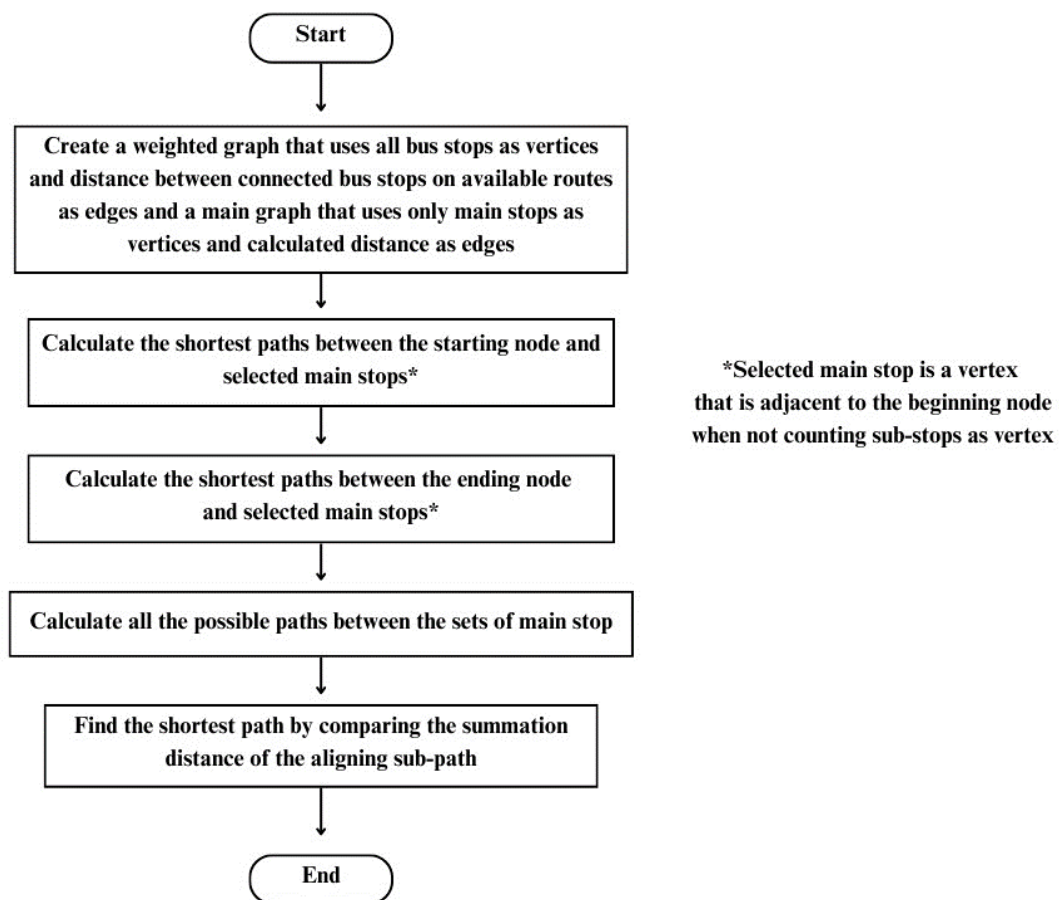 Start
Create a weighted graph that uses all bus stops as vertices
and distance between connected bus stops on available routes
as edges and a main graph that uses only main stops as
vertices and calculated distance as edges
Calculate the shortest paths between the starting node and
selected main stops*
*Selected main stop is a vertex
that is adjacent to the beginning node
when not counting sub-stops as vertex
Calculate the shortest paths between the ending node
and selected main stops*
Calculate all the possible paths between the sets of main stop
Find the shortest path by comparing the summation
distance of the aligning sub-path
End